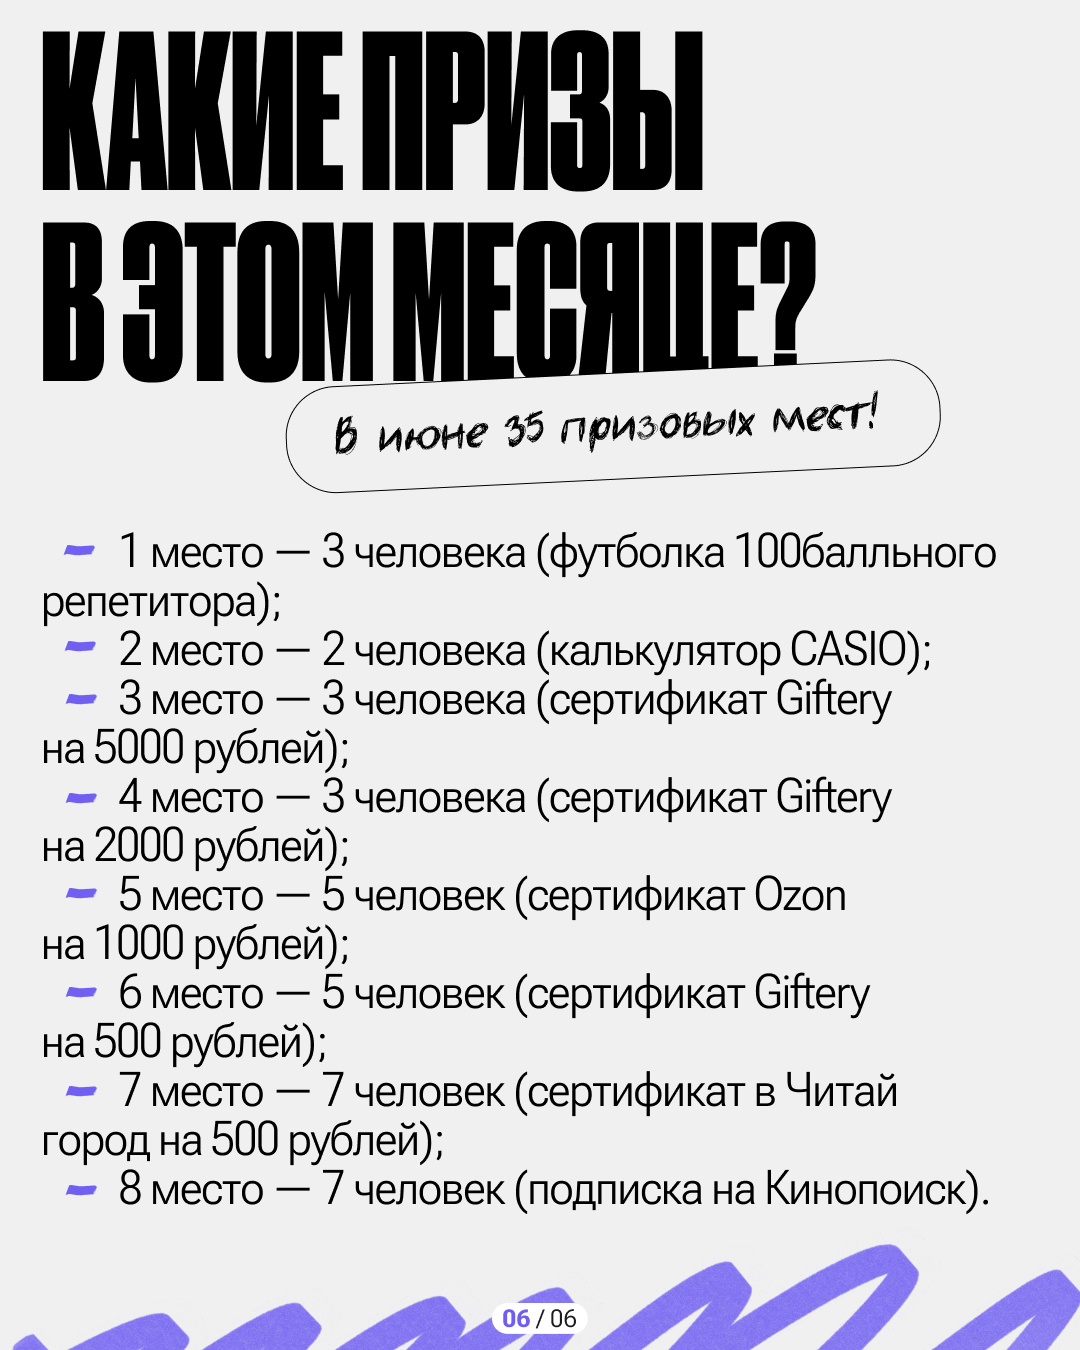 КАКИЕ ПРИЗЫ
В ЭТОМ МЕСЯЦЕ?
В июне 35 призовых мест!
1 место — 3 человека (футболка 100балльного
репетитора);
2 место — 2 человека (калькулятор CASIO);
3 место — 3 человека (сертификат Giftery
на 5000 рублей);
4 место — 3 человека (сертификат Giftery
на 2000 рублей);
5 место — 5 человек (сертификат Ozon
на 1000 рублей);
6 место — 5 человек (сертификат Giftery
на 500 рублей);
7 место — 7 человек (сертификат в Читай
город на 500 рублей);
8 место — 7 человек (подписка на Кинопоиск).
06 / 06